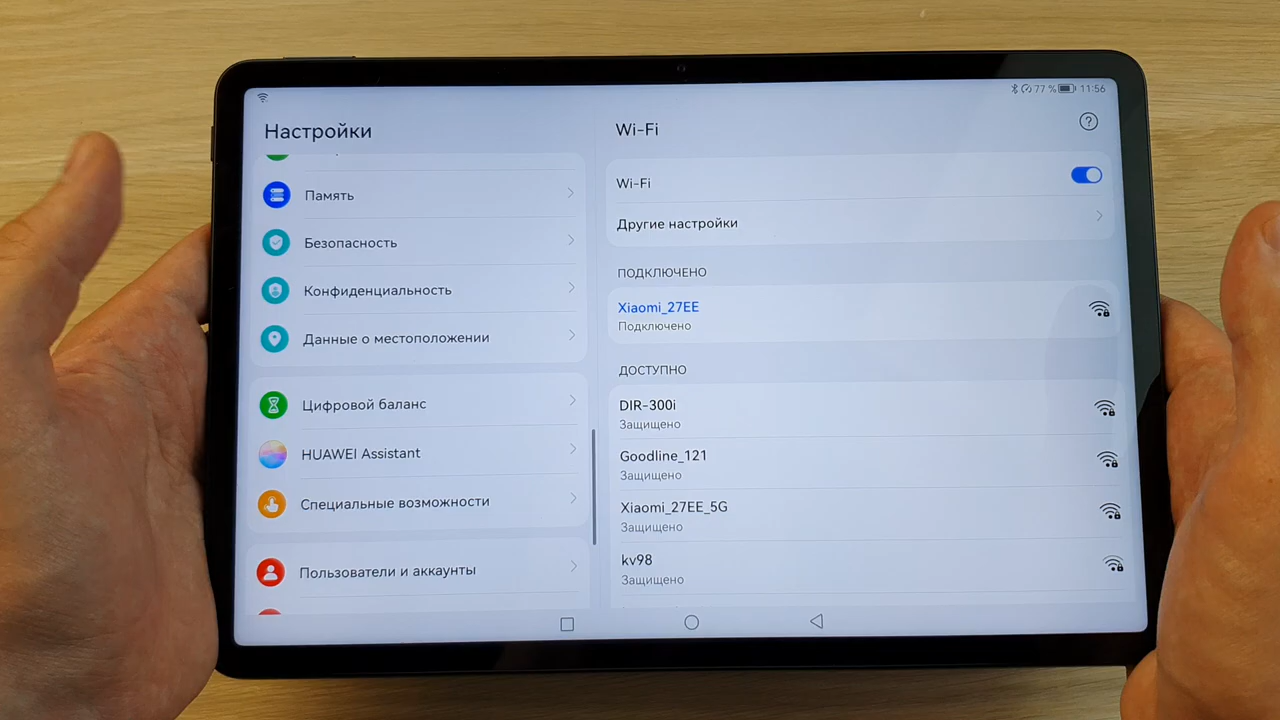 77 % 11:56
Настройки
Память
Безопасность
Конфиденциальность
Данные о местоположении
Цифровой баланс
HUAWEI Assistant
Специальные возможности
Пользователи и аккаунты
Wi-Fi
Wi-Fi
Другие настройки
ПОДКЛЮЧЕНО
Xiaomi_27EE
Подключено
ДОСТУПНО
DIR-300i
Защищено
Goodline_121
Защищено
Xiaomi_27EE_5G
Защищено
kv98
Защищено